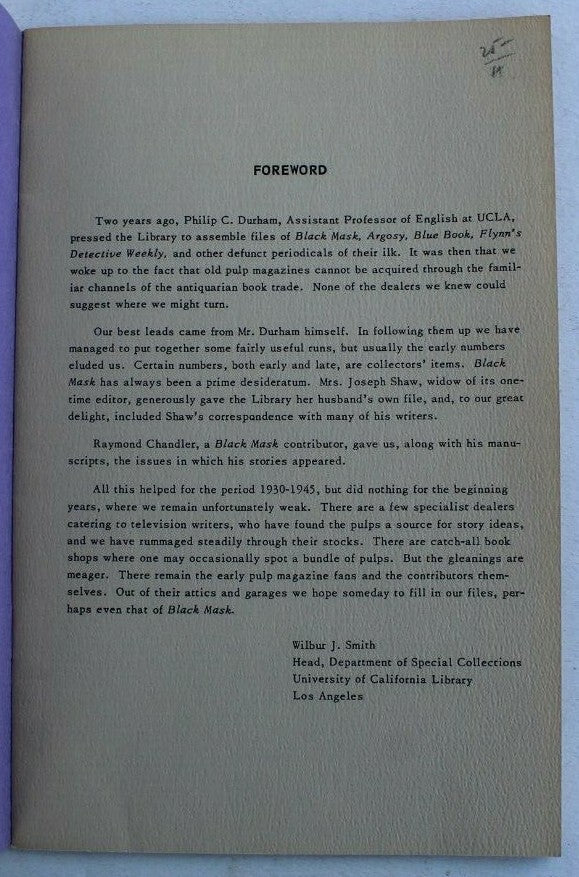 25-
FOREWORD
Two years ago, Philip C. Durham, Assistant Professor of English at UCLA,
pressed the Library to assemble files of Black Mask, Argosy, Blue Book, Flynn's
Detective Weekly, and other defunct periodicals of their ilk. It was then that we
woke up to the fact that old pulp magazines cannot be acquired through the famil-
iar channels of the antiquarian book trade. None of the dealers we knew could
suggest where we might turn.
Our best leads came from Mr. Durham himself. In following them up we have
managed to put together some fairly useful runs, but usually the early numbers
eluded us. Certain numbers, both early and late, are collectors' items. Black
Mask has always been a prime desideratum. Mrs. Joseph Shaw, widow of its one-
time editor, generously gave the Library her husband's own file, and, to our great
delight, included Shaw's correspondence with many of his writers.
Raymond Chandler, a Black Mask contributor, gave us, along with his manu-
scripts, the issues in which his stories appeared.
All this helped for the period 1930-1945, but did nothing for the beginning
years, where we remain unfortunately weak. There are a few specialist dealers
catering to television writers, who have found the pulps a source for story ideas,
and we have rummaged steadily through their stocks. There are catch-all book
shops where one may occasionally spot a bundle of pulps. But the gleanings are
meager. There remain the early pulp magazine fans and the contributors them-
selves. Out of their attics and garages we hope someday to fill in our files, per-
haps even that of Black Mask.
Wilbur J. Smith
Head, Department of Special Collections
University of California Library
Los Angeles